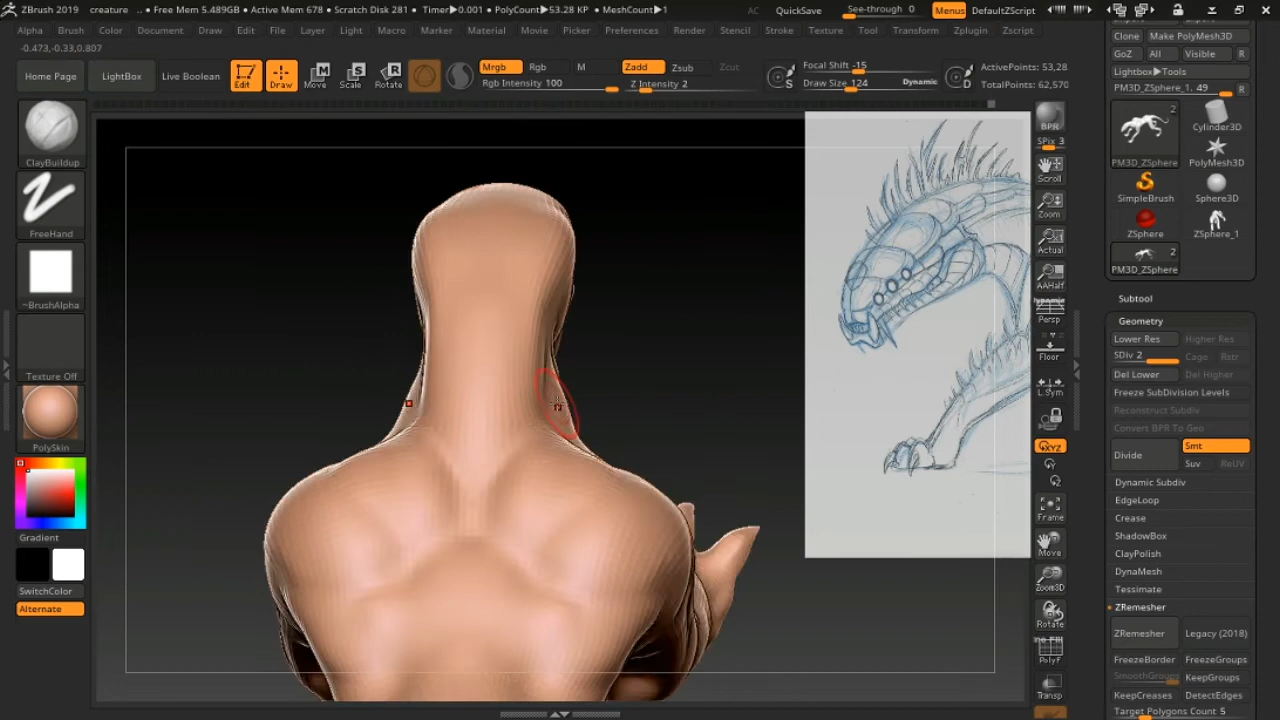 ZBrush 2019 creature .. • Free Mem 5.489GB • Active Mem 678 • Scratch Disk 281 • Timer▶0.001 • PolyCount▶53.28 KP • MeshCount▶1 AC QuickSave See-through 0 Menus DefaultZScript
Alpha Brush Color Document Draw Edit File Layer Light Macro Marker Material Movie Picker Preferences Render Stencil Stroke Texture Tool Transform Zplugin Zscript
-0.473,-0.33,0.807
Home Page LightBox Live Boolean Edit Draw Move Scale Rotate
Mrgb Rgb M Zadd Zsub Zcut
Rgb Intensity 100 Z Intensity 2
S Focal Shift -15
Draw Size 124 Dynamic D
ActivePoints: 53,28
TotalPoints: 62,570
ClayBuildup
FreeHand
~BrushAlpha
Texture Off
PolySkin
Gradient
SwitchColor
Alternate
BPR
SPix 3
Scroll
Zoom
Actual
AAHalf
Dynamic
Persp
Floor
L.Sym
XYZ
Y
Z
Frame
Move
Zoom3D
Rotate
PolyF
Transp
Clone Make PolyMesh3D
GoZ All Visible R
Lightbox▶Tools
PM3D_ZSphere_1. 49 R
2
PM3D_ZSphere
Cylinder3D
PolyMesh3D
SimpleBrush Sphere3D
ZSphere ZSphere_1
2
PM3D_ZSphere
Subtool
Geometry
Lower Res Higher Res
SDiv 2 Cage Rstr
Del Lower Del Higher
Freeze SubDivision Levels
Reconstruct Subdiv
Convert BPR To Geo
Divide Smt
Suv ReUV
Dynamic Subdiv
EdgeLoop
Crease
ShadowBox
ClayPolish
DynaMesh
Tessimate
ZRemesher
ZRemesher Legacy (2018)
FreezeBorder FreezeGroups
SmoothGroups KeepGroups
KeepCreases DetectEdges
Target Polygons Count 5